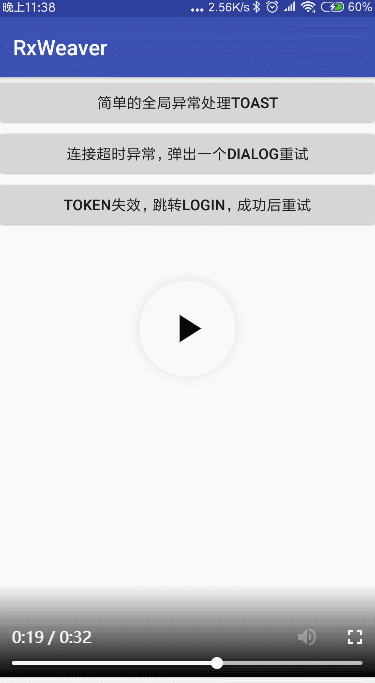 晚上11:38 ... 2.56K/s 60%
RxWeaver
简单的全局异常处理TOAST
连接超时异常，弹出一个DIALOG重试
TOKEN失效，跳转LOGIN，成功后重试
0:19 / 0:32